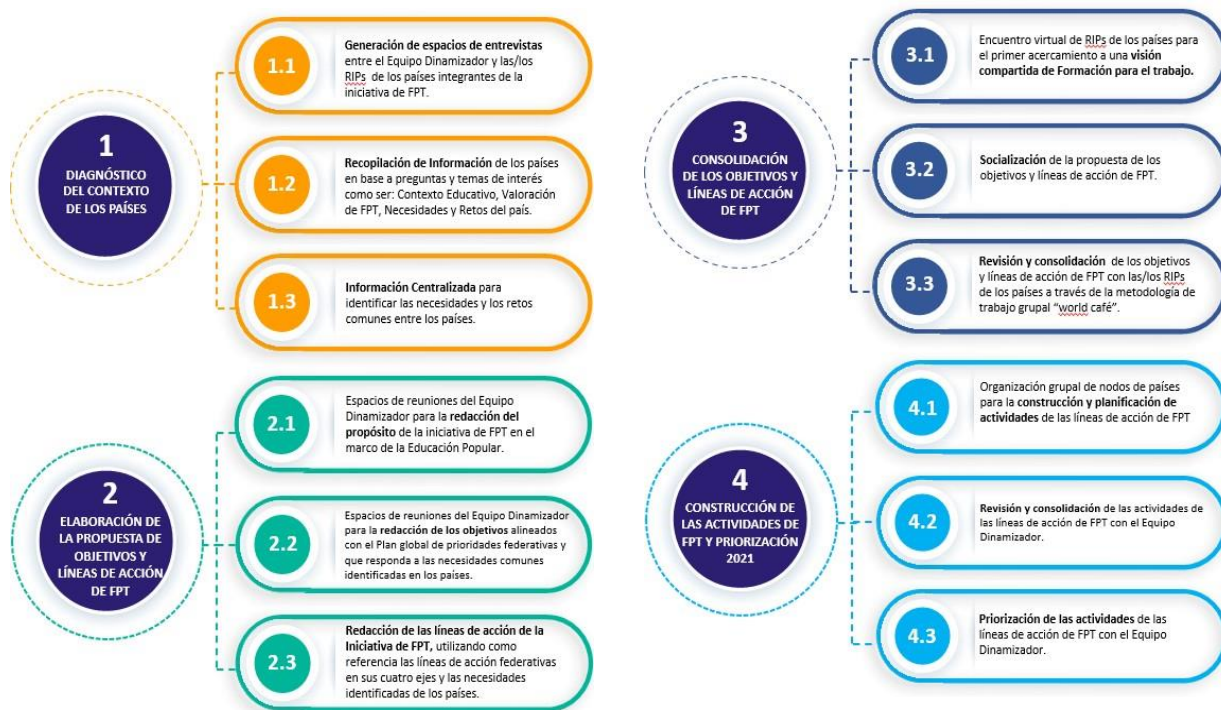 1
DIAGNÓSTICO
DEL CONTEXTO
DE LOS PAÍSES
1.1
Generación de espacios de entrevistas
entre el Equipo Dinamizador y las/los
RIPs de los países integrantes de la
iniciativa de FPT.
1.2
Recopilación de Información de los países
en base a preguntas y temas de interés
como ser: Contexto Educativo, Valoración
de FPT, Necesidades y Retos del país.
1.3
Información Centralizada para
identificar las necesidades y los retos
comunes entre los países.
2
ELABORACIÓN DE
LA PROPUESTA DE
OBJETIVOS Y
LÍNEAS DE ACCIÓN
DE FPT
2.1
Espacios de reuniones del Equipo
Dinamizador para la redacción del
propósito de la iniciativa de FPT en el
marco de la Educación Popular.
2.2
Espacios de reuniones del Equipo Dinamizador
para la redacción de los objetivos alineados
con el Plan global de prioridades federativas y
que responda a las necesidades comunes
identificadas en los países.
2.3
Redacción de las líneas de acción de la
Iniciativa de FPT, utilizando como
referencia las líneas de acción federativas
en sus cuatro ejes y las necesidades
identificadas de los países.
3
CONSOLIDACIÓN
DE LOS OBJETIVOS Y
LÍNEAS DE ACCIÓN
DE FPT
3.1
Encuentro virtual de RIPs de los países para
el primer acercamiento a una visión
compartida de Formación para el trabajo.
3.2
Socialización de la propuesta de los
objetivos y líneas de acción de FPT.
3.3
Revisión y consolidación de los objetivos
y líneas de acción de FPT con las/los RIPs
de los países a través de la metodología de
trabajo grupal “world café”.
4
CONSTRUCCIÓN DE
LAS ACTIVIDADES DE
FPT Y PRIORIZACIÓN
2021
4.1
Organización grupal de nodos de países
para la construcción y planificación de
actividades de las líneas de acción de FPT
4.2
Revisión y consolidación de las actividades de
las líneas de acción de FPT con el Equipo
Dinamizador.
4.3
Priorización de las actividades de las
líneas de acción de FPT con el Equipo
Dinamizador.